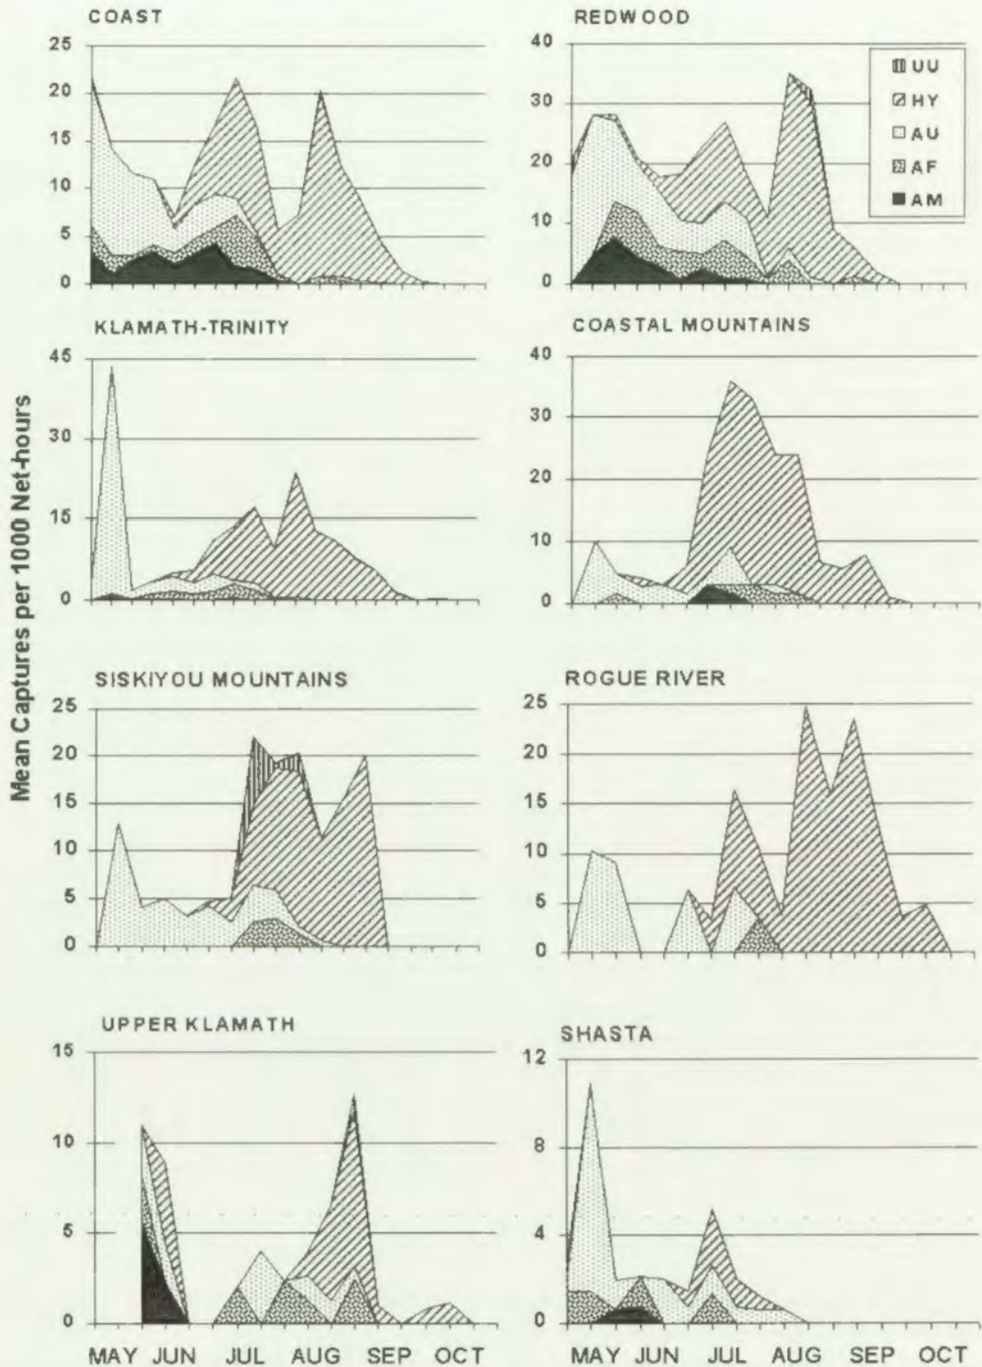 COAST
25
20
15
10
5
0
REDWOOD
40
30
20
10
0
UU
HY
AU
AF
AM
KLAMATH-TRINITY
45
30
15
0
COASTAL MOUNTAINS
40
30
20
10
0
Mean Captures per 1000 Net-hours
SISKIYOU MOUNTAINS
25
20
15
10
5
0
ROGUE RIVER
25
20
15
10
5
0
UPPER KLAMATH
15
10
5
0
MAY JUN JUL AUG SEP OCT
SHASTA
12
8
4
0
MAY JUN JUL AUG SEP OCT